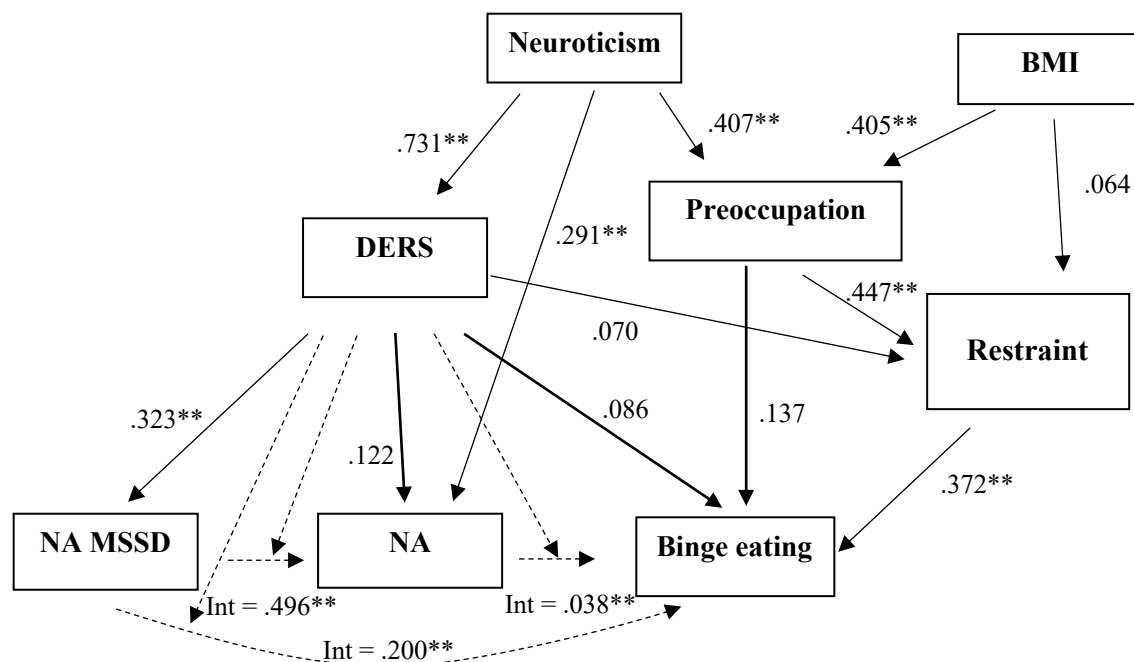 Neuroticism
BMI
.407**
.405**
.731**
.064
Preoccupation
.291**
DERS
.447**
.070
Restraint
.086
.137
.323**
.122
.372**
NA MSSD
NA
Binge eating
Int = .496**
Int = .038**
Int = .200**